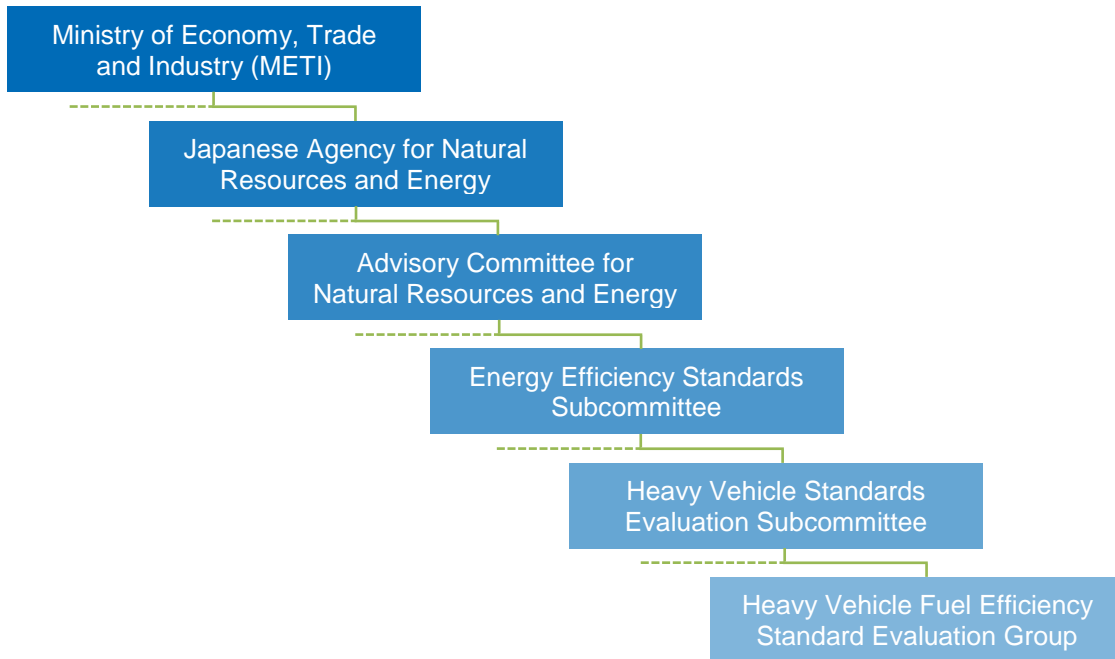 Ministry of Economy, Trade
and Industry (METI)
Japanese Agency for Natural
Resources and Energy
Advisory Committee for
Natural Resources and Energy
Energy Efficiency Standards
Subcommittee
Heavy Vehicle Standards
Evaluation Subcommittee
Heavy Vehicle Fuel Efficiency
Standard Evaluation Group